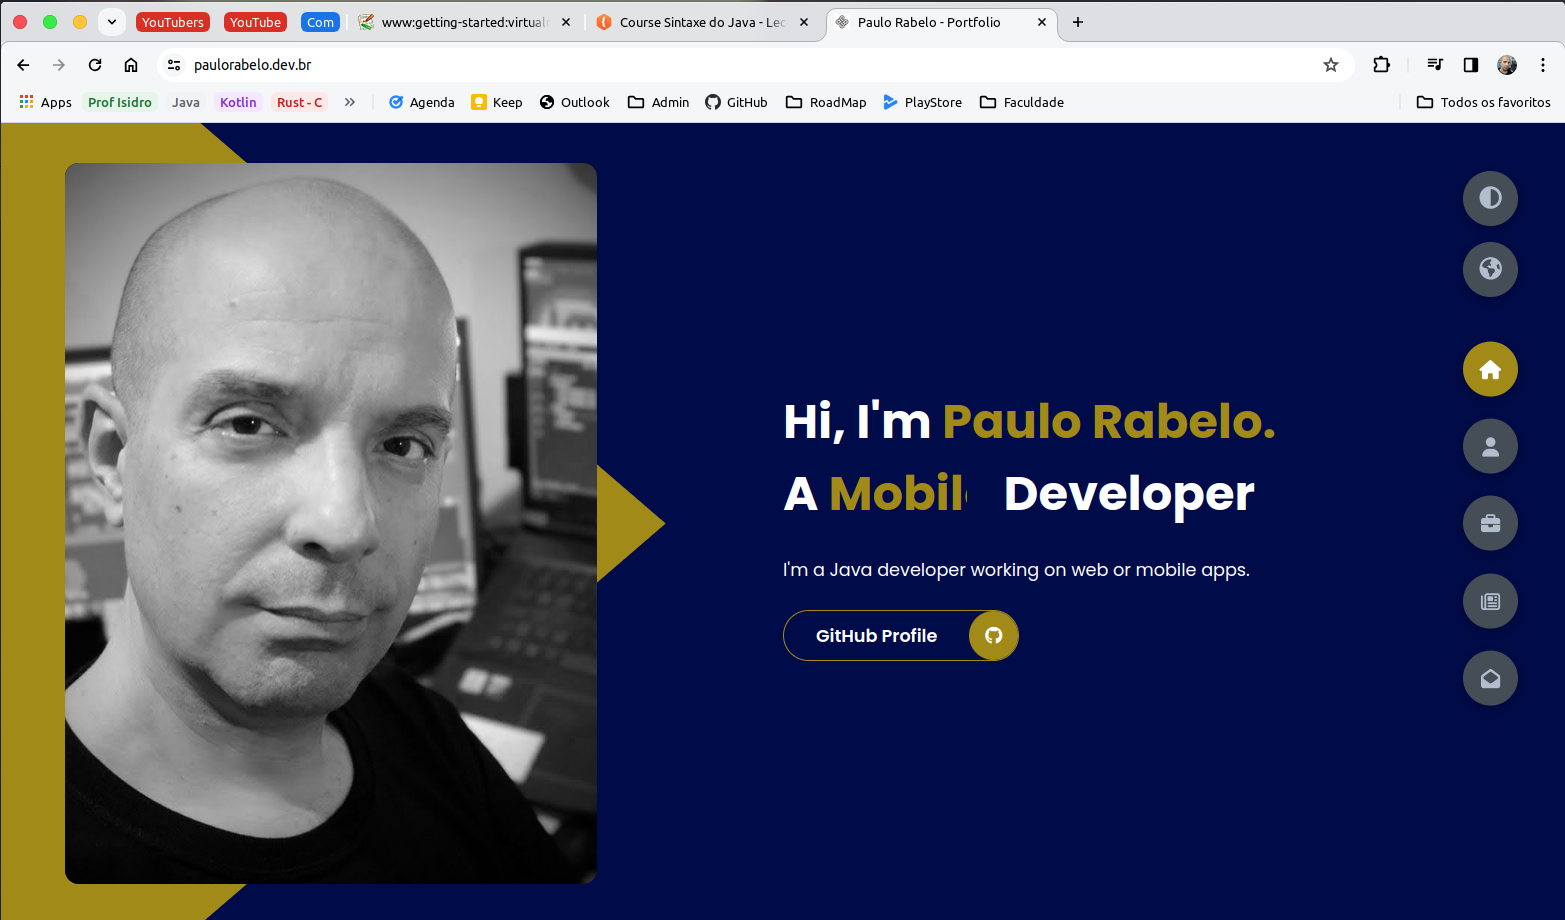 YouTubers YouTube Com www:getting-started:virtual Course Sintaxe do Java - Lec Paulo Rabelo - Portfolio
paulorabelo.dev.br
Apps Prof Isidro Java Kotlin Rust - C Agenda Keep Outlook Admin GitHub RoadMap PlayStore Faculdade Todos os favoritos
Hi, I'm Paulo Rabelo.
A Mobil Developer
I'm a Java developer working on web or mobile apps.
GitHub Profile